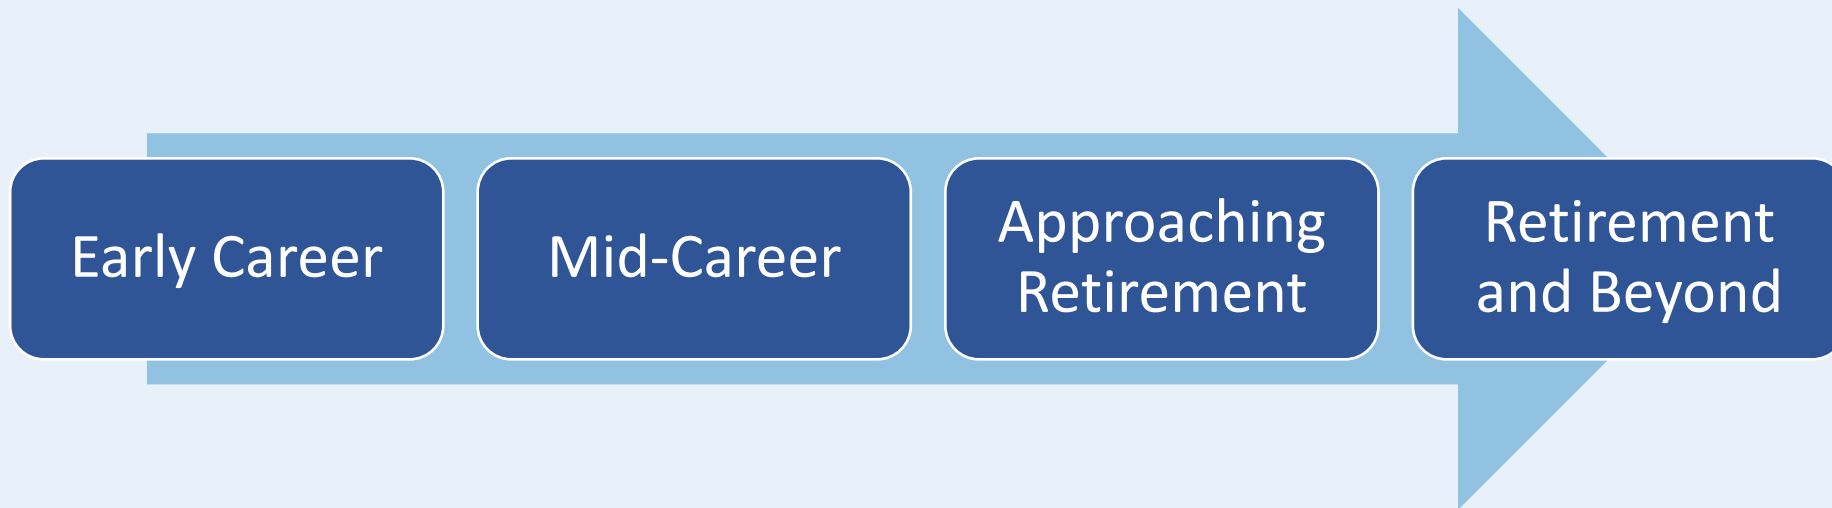 Early Career
Mid-Career
Approaching
Retirement
Retirement
and Beyond